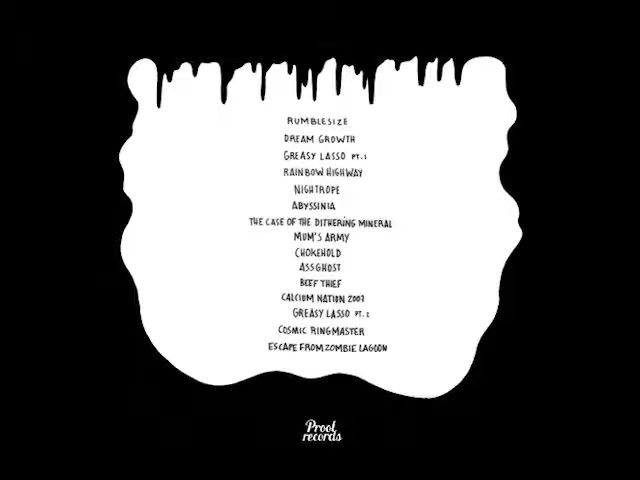 RUMBLESIZE
DREAM GROWTH
GREASY LASSO PT.1
RAINBOW HIGHWAY
NIGHTROPE
ABYSSINIA
THE CASE OF THE DITHERING MINERAL
MUM'S ARMY
CHOKEHOLD
ASSGHOST
BEEF THIEF
CALCIUM NATION 2007
GREASY LASSO PT. 2
COSMIC RINGMASTER
ESCAPE FROM ZOMBIE LAGOON
Proot
records